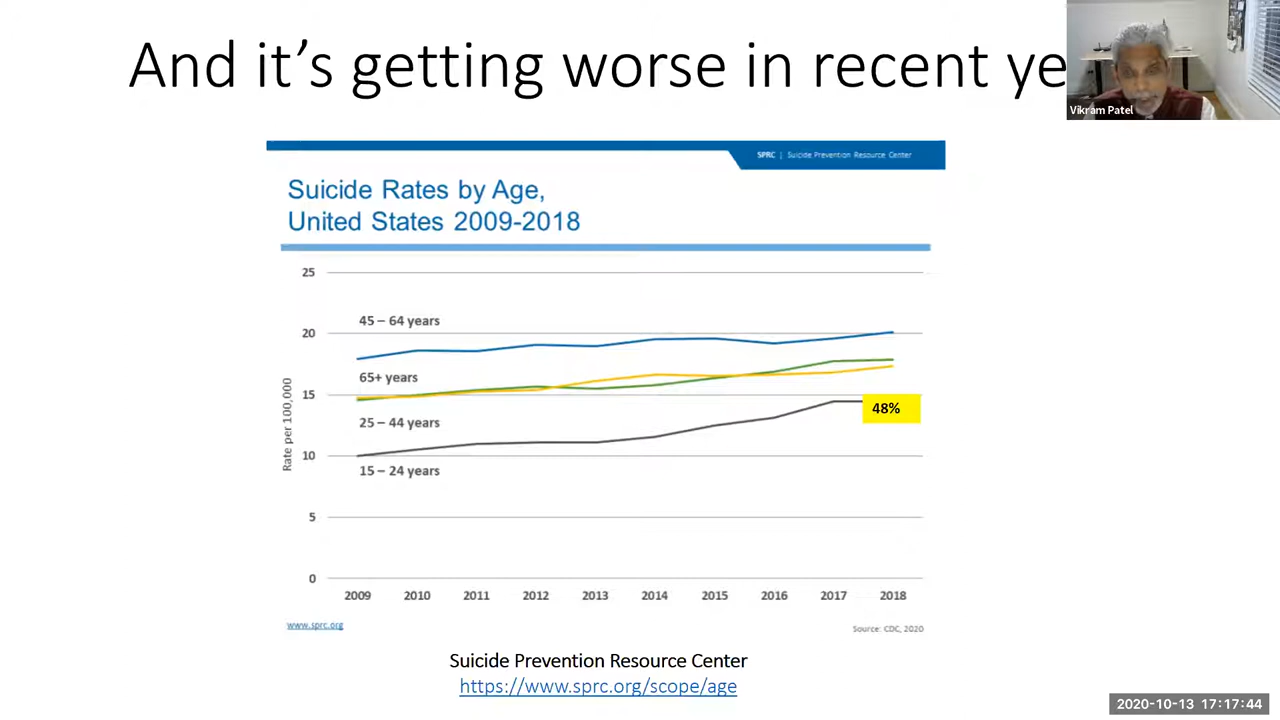 And it's getting worse in recent ye
Vikram Patel
SPRC | Suicide Prevention Resource Center
Suicide Rates by Age,
United States 2009-2018
Rate per 100,000
25
20
15
10
5
0
45 – 64 years
65+ years
25 – 44 years
15 – 24 years
48%
2009 2010 2011 2012 2013 2014 2015 2016 2017 2018
www.sprc.org
Source: CDC, 2020
Suicide Prevention Resource Center
https://www.sprc.org/scope/age
2020-10-13 17:17:44